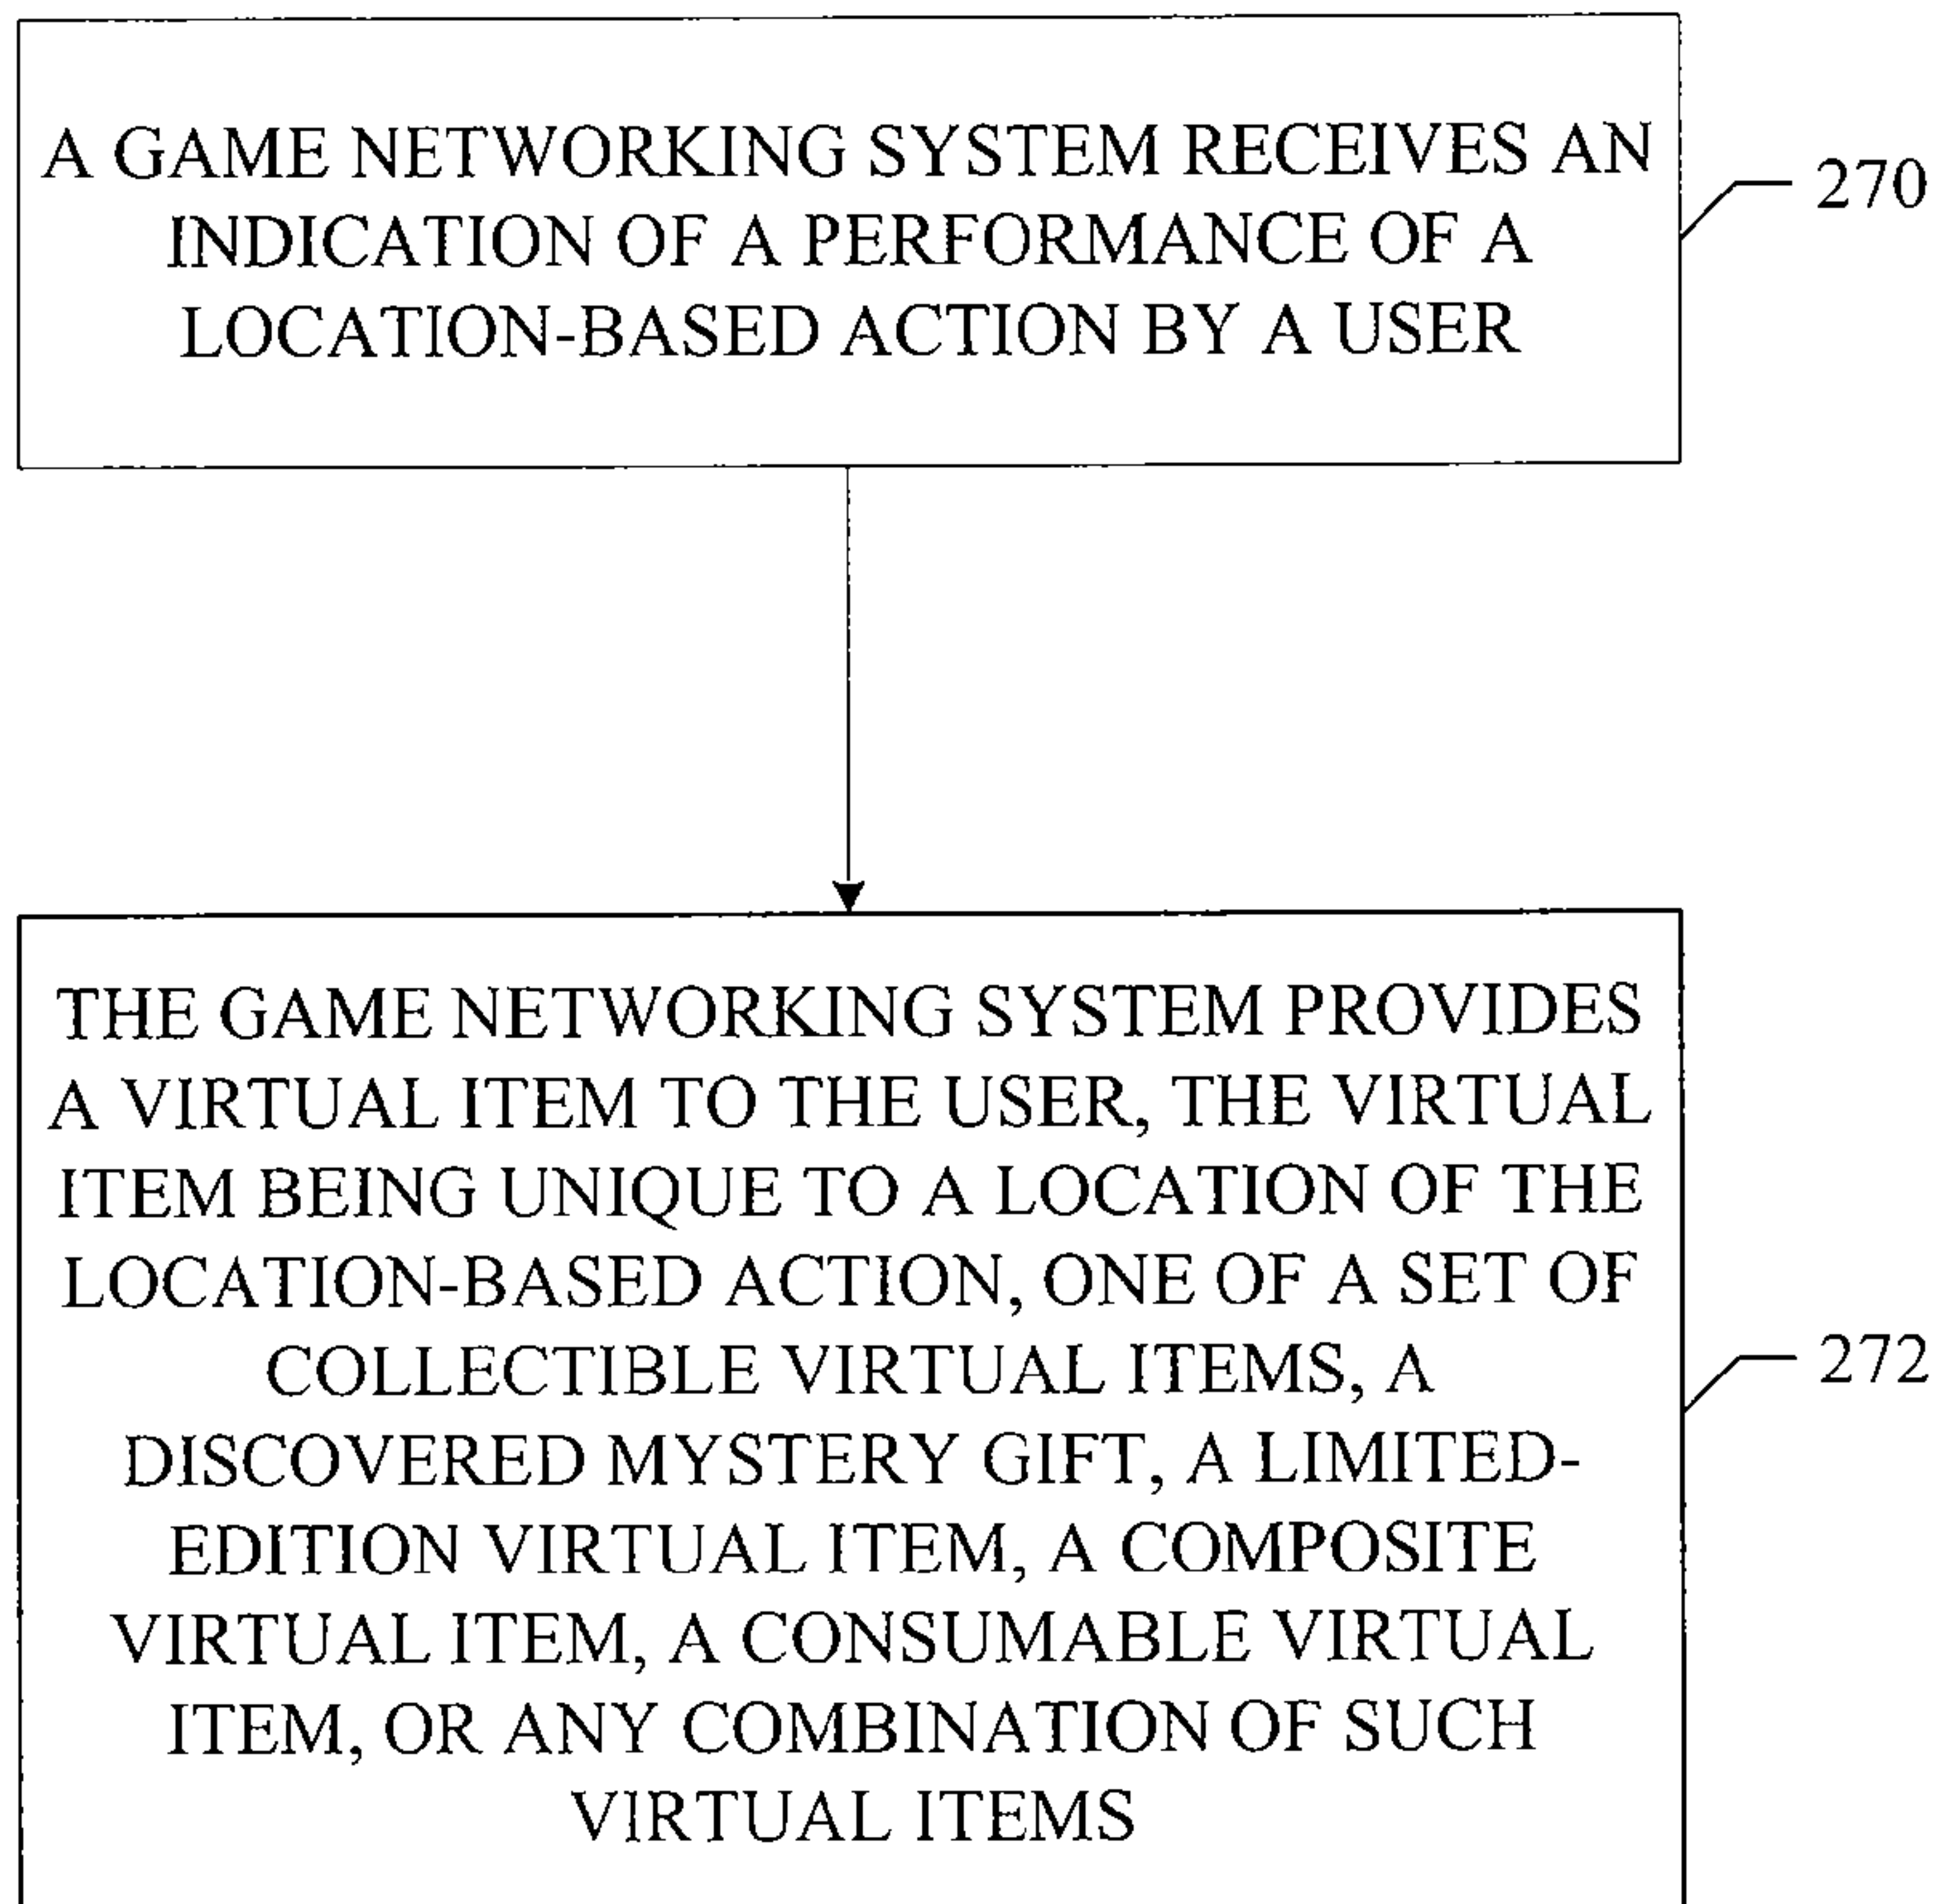 A GAME NETWORKING SYSTEM RECEIVES AN
INDICATION OF A PERFORMANCE OF A
LOCATION-BASED ACTION BY A USER
270
THE GAME NETWORKING SYSTEM PROVIDES
A VIRTUAL ITEM TO THE USER, THE VIRTUAL
ITEM BEING UNIQUE TO A LOCATION OF THE
LOCATION-BASED ACTION, ONE OF A SET OF
COLLECTIBLE VIRTUAL ITEMS, A
DISCOVERED MYSTERY GIFT, A LIMITED-
EDITION VIRTUAL ITEM, A COMPOSITE
VIRTUAL ITEM, A CONSUMABLE VIRTUAL
ITEM, OR ANY COMBINATION OF SUCH
VIRTUAL ITEMS
272